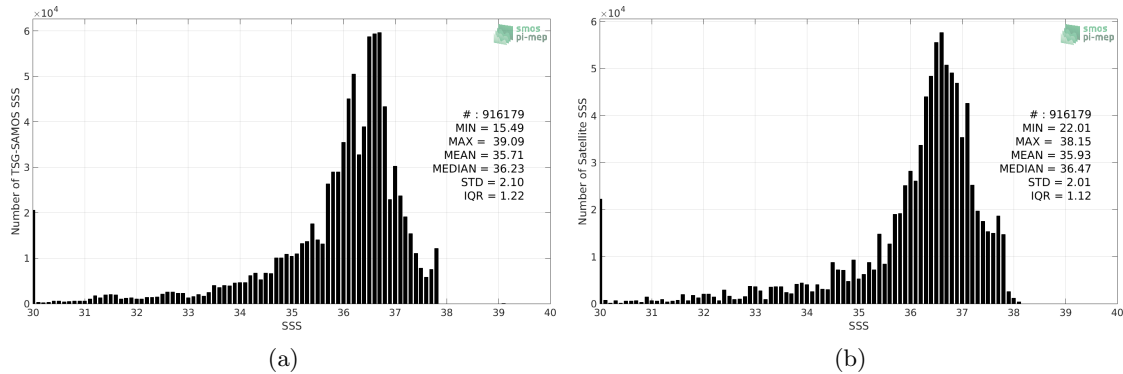 ×10⁴
smos
pi-mep
6
5
4
3
2
1
0
Number of TSG-SAMOS SSS
# : 916179
MIN = 15.49
MAX = 39.09
MEAN = 35.71
MEDIAN = 36.23
STD = 2.10
IQR = 1.22
30 31 32 33 34 35 36 37 38 39 40
SSS
(a)
×10⁴
smos
pi-mep
6
5
4
3
2
1
0
Number of Satellite SSS
# : 916179
MIN = 22.01
MAX = 38.15
MEAN = 35.93
MEDIAN = 36.47
STD = 2.01
IQR = 1.12
30 31 32 33 34 35 36 37 38 39 40
SSS
(b)